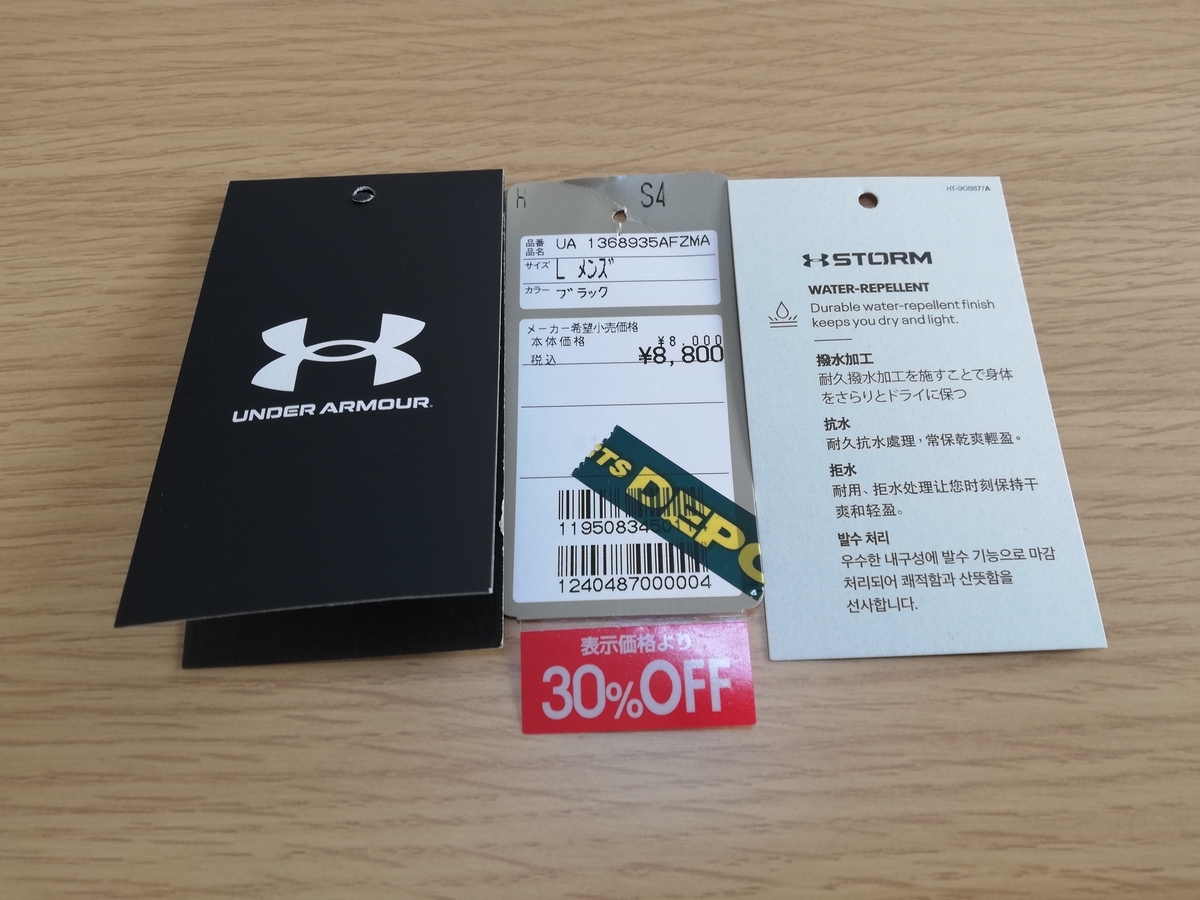 UNDER ARMOUR
H S4
品番
品名 UA 1368935AFZMA
サイズ L メンズ
カラー ブラック
メーカー希望小売価格
本体価格 ¥8,000
税込 ¥8,800
TS DEPO
1240487000004
表示価格より
30%OFF
HT-908877A
STORM
WATER-REPELLENT
Durable water-repellent finish
keeps you dry and light.
撥水加工
耐久撥水加工を施すことで身体
をさらりとドライに保つ
抗水
耐久抗水處理，常保乾爽輕盈。
拒水
耐用、拒水处理让您时刻保持干
爽和轻盈。
발수 처리
우수한 내구성에 발수 기능으로 마감
처리되어 쾌적함과 산뜻함을
선사합니다.